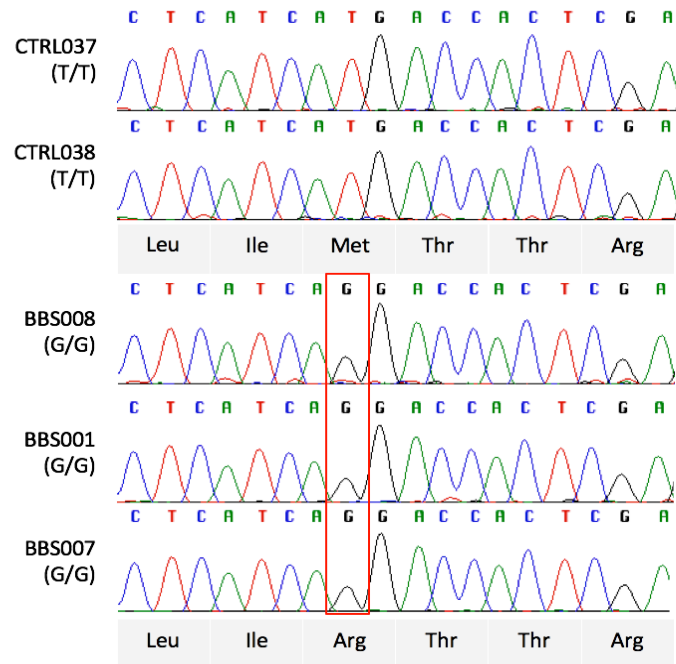 C T C A T C A T G A C C A C T C G A
CTRL037
(T/T)
C T C A T C A T G A C C A C T C G A
CTRL038
(T/T)
Leu Ile Met Thr Thr Arg
C T C A T C A G G A C C A C T C G A
BBS008
(G/G)
C T C A T C A G G A C C A C T C G A
BBS001
(G/G)
C T C A T C A G G A C C A C T C G A
BBS007
(G/G)
Leu Ile Arg Thr Thr Arg